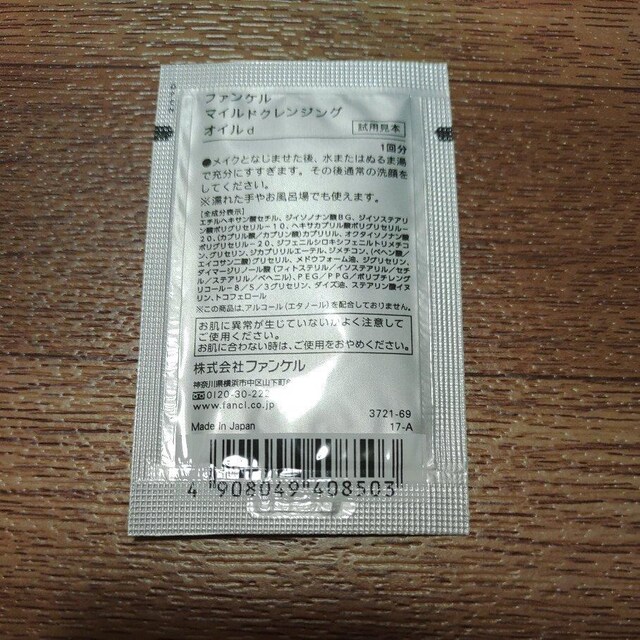 ファンケル
マイルドクレンジング
オイルd
試用見本
1回分
●メイクとなじませた後、水またはぬるま湯
で充分にすすぎます。その後通常の洗顔を
してください。
※濡れた手やお風呂場でも使えます。
[全成分表示]
エチルヘキサン酸セチル、ジイソノナン酸BG、ジイソステアリ
ン酸ポリグリセリル－10、ヘキサカプリル酸ポリグリセリル－
20、(カプリル酸/カプリン酸)カプリリル、オクタイソノナン酸
ポリグリセリル－20、ジフェニルシロキシフェニルトリメチコ
ン、グリセリン、ジカプリルエーテル、ジメチコン、(ベヘン酸/
エイコサン二酸)グリセリル、メドウフォーム油、ジグリセリン、
ダイマージリノール酸(フィトステリル/イソステアリル/セチ
ル/ステアリル/ベヘニル)、PEG/PPG/ポリブチレング
リコール－8/5/3グリセリン、ダイズ油、ステアリン酸イヌ
リン、トコフェロール
※この商品は、アルコール(エタノール)を配合しておりません。
お肌に異常が生じていないかよく注意して
ご使用ください。
お肌に合わない時は、ご使用をおやめください。
株式会社ファンケル
神奈川県横浜市中区山下町
0120-30-222
www.fancl.co.jp
3721-69
Made in Japan
17-A
4 908049 408503